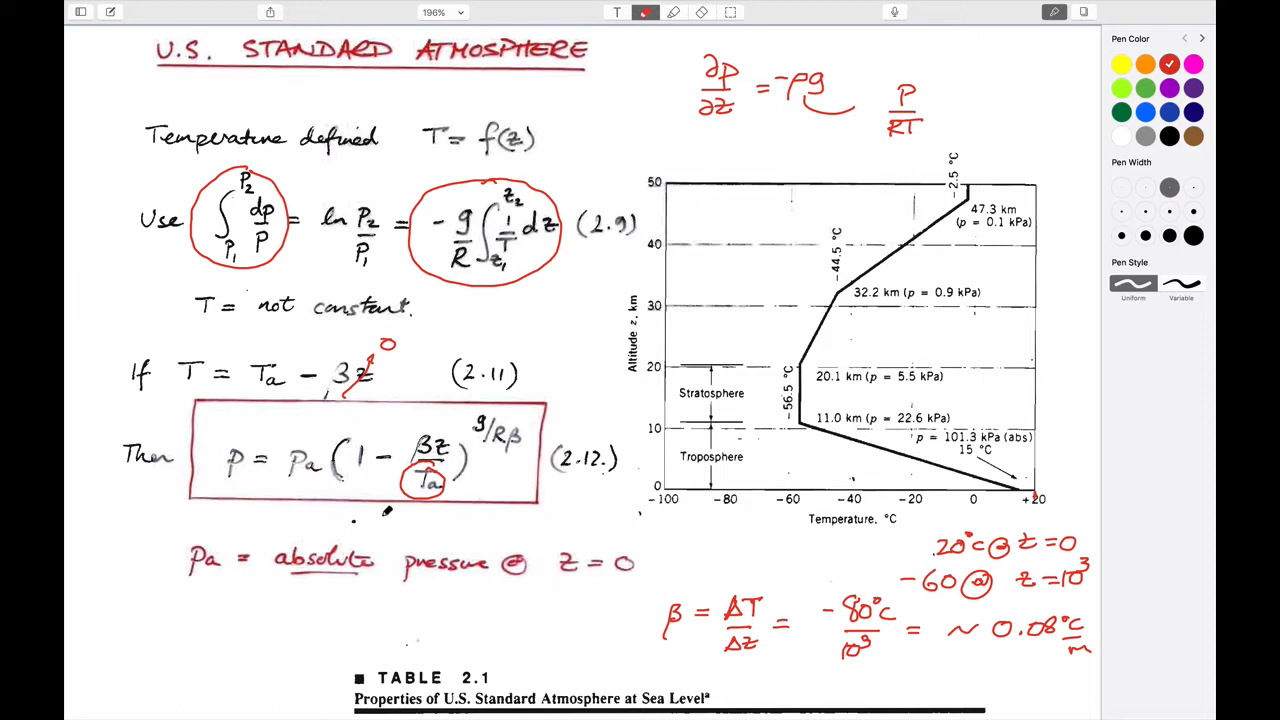 196%
T
Pen Color
Pen Width
Pen Style
Uniform
Variable
U.S. STANDARD ATMOSPHERE
Temperature defined T = f(z)
Use ∫_{P1}^{P2} dp/p = ln P2/P1 = - g/R ∫_{z1}^{z2} 1/T dz (2.9)
T = not constant.
If T = Ta - βz (2.11)
0
Then p = pa (1 - βz/Ta)^{g/Rβ} (2.12.)
pa = absolute pressure @ z = 0
∂p/∂z = -ρg
P/RT
50
40
30
20
10
0
Altitude z, km
-100 -80 -60 -40 -20 0 +20
Temperature, °C
-2.5 °C
47.3 km
(p = 0.1 kPa)
-44.5 °C
32.2 km (p = 0.9 kPa)
20.1 km (p = 5.5 kPa)
-56.5 °C
11.0 km (p = 22.6 kPa)
p = 101.3 kPa (abs)
15 °C
Stratosphere
Troposphere
20°C @ z = 0
-60 @ z = 10³
β = ΔT/Δz = -80°C/10³ = ~ 0.08°C/m
■ TABLE 2.1
Properties of U.S. Standard Atmosphere at Sea Levelᵃ